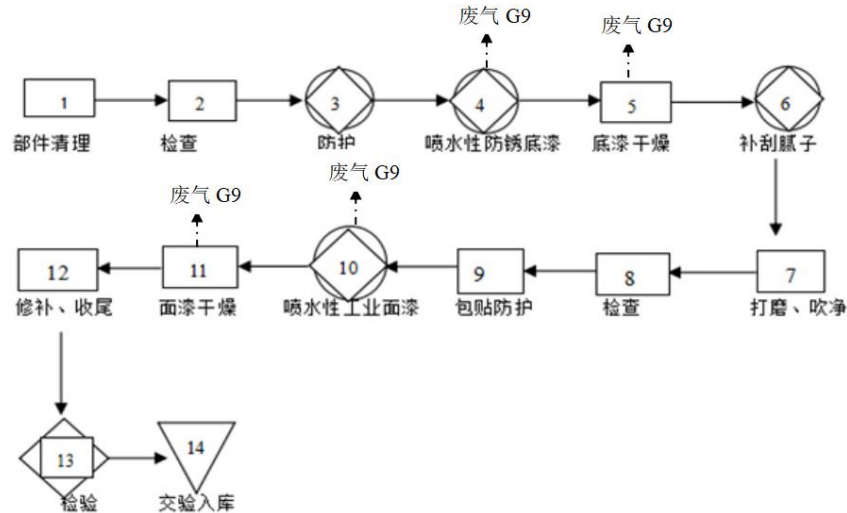 废气 G9
废气 G9
1
2
3
4
5
6
部件清理
检查
防护
喷水性防锈底漆
底漆干燥
补刮腻子
废气 G9
废气 G9
12
11
10
9
8
7
修补、收尾
面漆干燥
喷水性工业面漆
包贴防护
检查
打磨、吹净
13
14
检验
交验入库